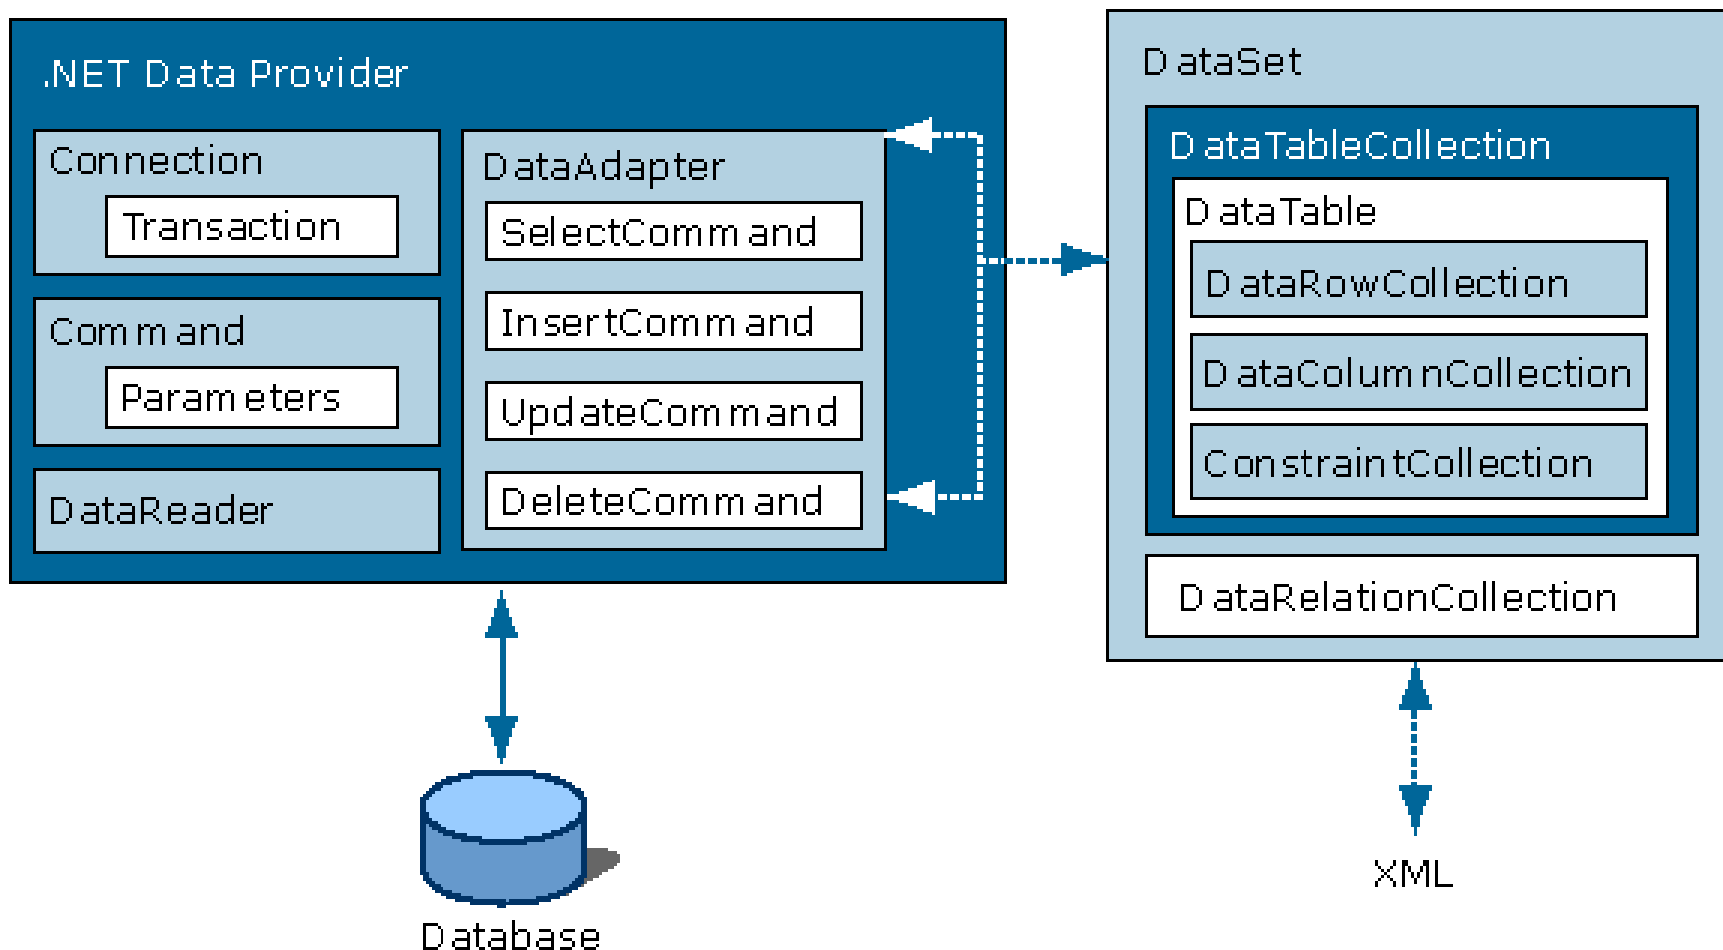 .NET Data Provider
Connection
Transaction
Command
Parameters
DataReader
DataAdapter
SelectCommand
InsertCommand
UpdateCommand
DeleteCommand
DataSet
DataTableCollection
DataTable
DataRowCollection
DataColumnCollection
ConstraintCollection
DataRelationCollection
Database
XML